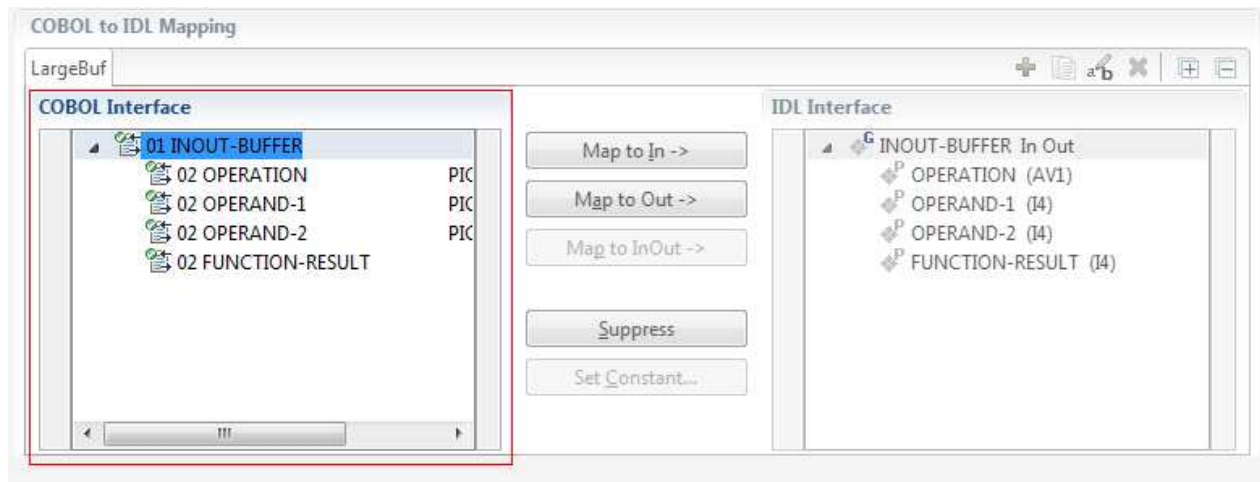 COBOL to IDL Mapping
LargeBuf
COBOL Interface
01 INOUT-BUFFER
02 OPERATION PIC
02 OPERAND-1 PIC
02 OPERAND-2 PIC
02 FUNCTION-RESULT
Map to In ->
Map to Out ->
Map to InOut ->
Suppress
Set Constant...
IDL Interface
INOUT-BUFFER In Out
OPERATION (AV1)
OPERAND-1 (I4)
OPERAND-2 (I4)
FUNCTION-RESULT (I4)